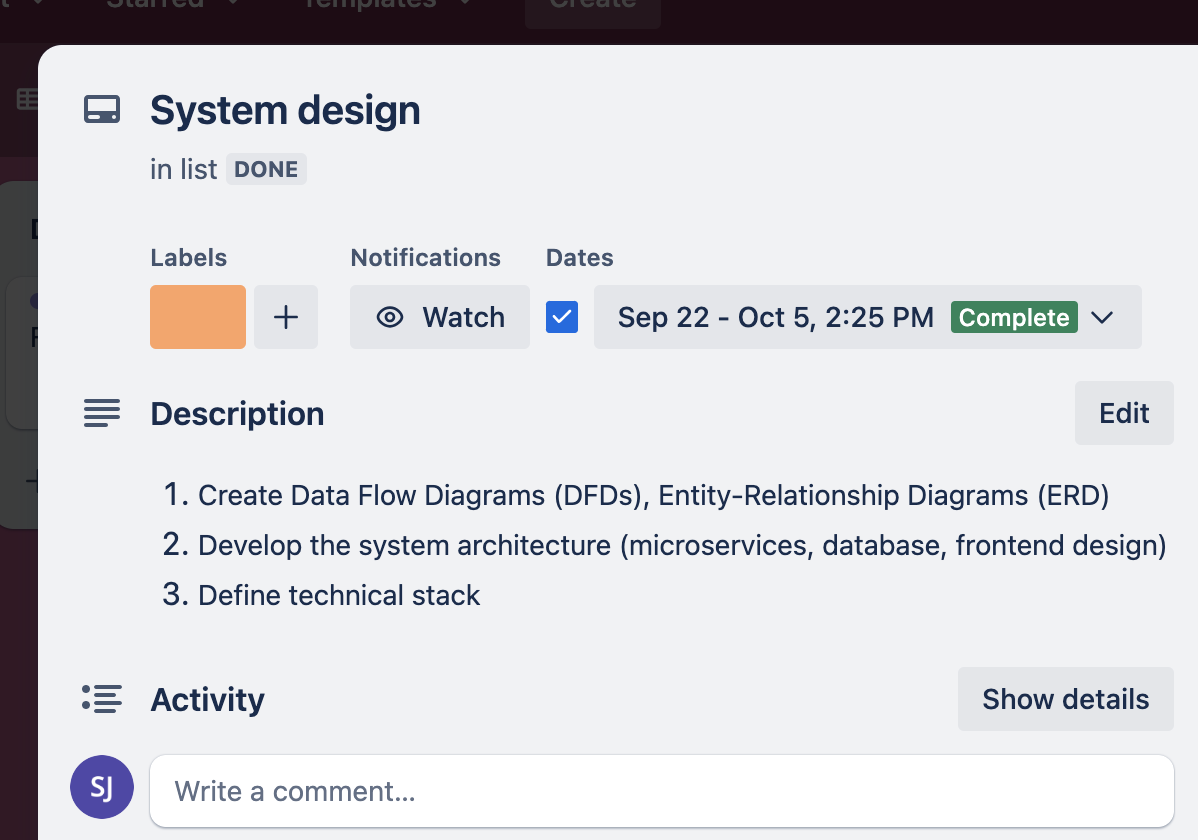 Starred Templates Create
System design
in list DONE
Labels Notifications Dates
Watch Sep 22 - Oct 5, 2:25 PM Complete
Description Edit
1. Create Data Flow Diagrams (DFDs), Entity-Relationship Diagrams (ERD)
2. Develop the system architecture (microservices, database, frontend design)
3. Define technical stack
Activity Show details
SJ Write a comment...